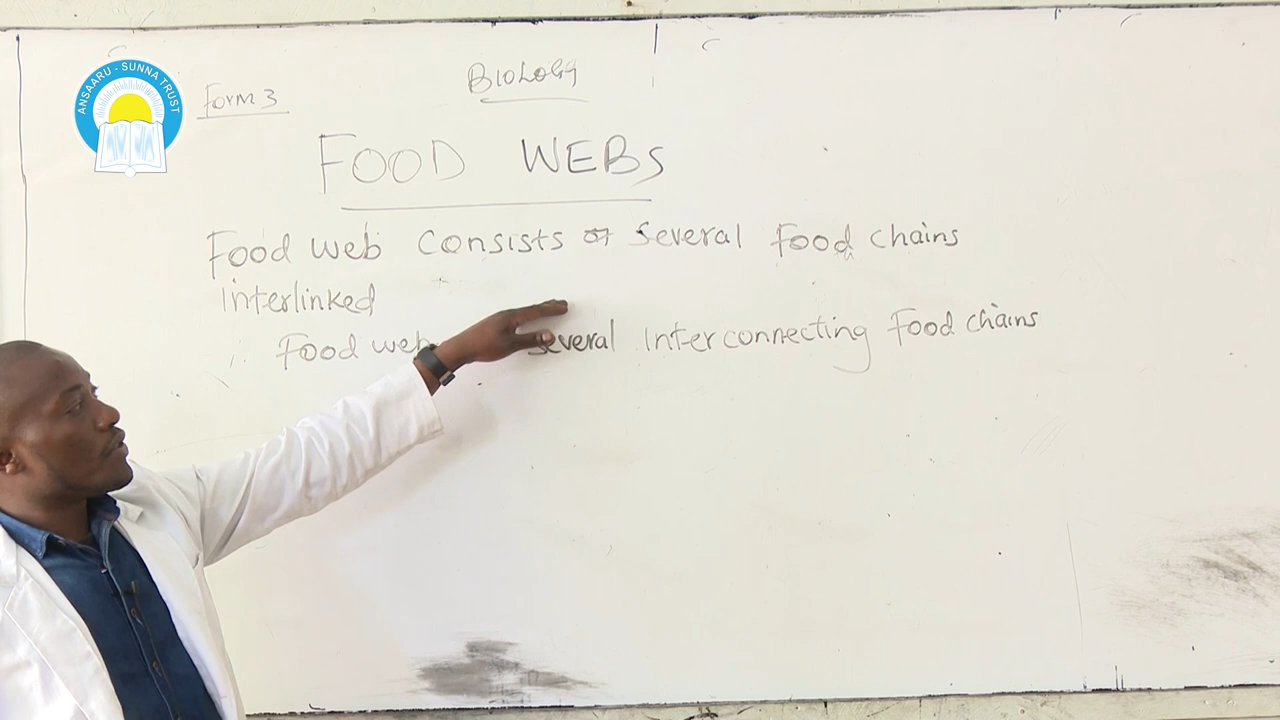 ANSAARU - SUNNA TRUST
Form 3
BIOLOGY
FOOD WEBS
Food web consists of several food chains
interlinked
∴ Food web several interconnecting food chains